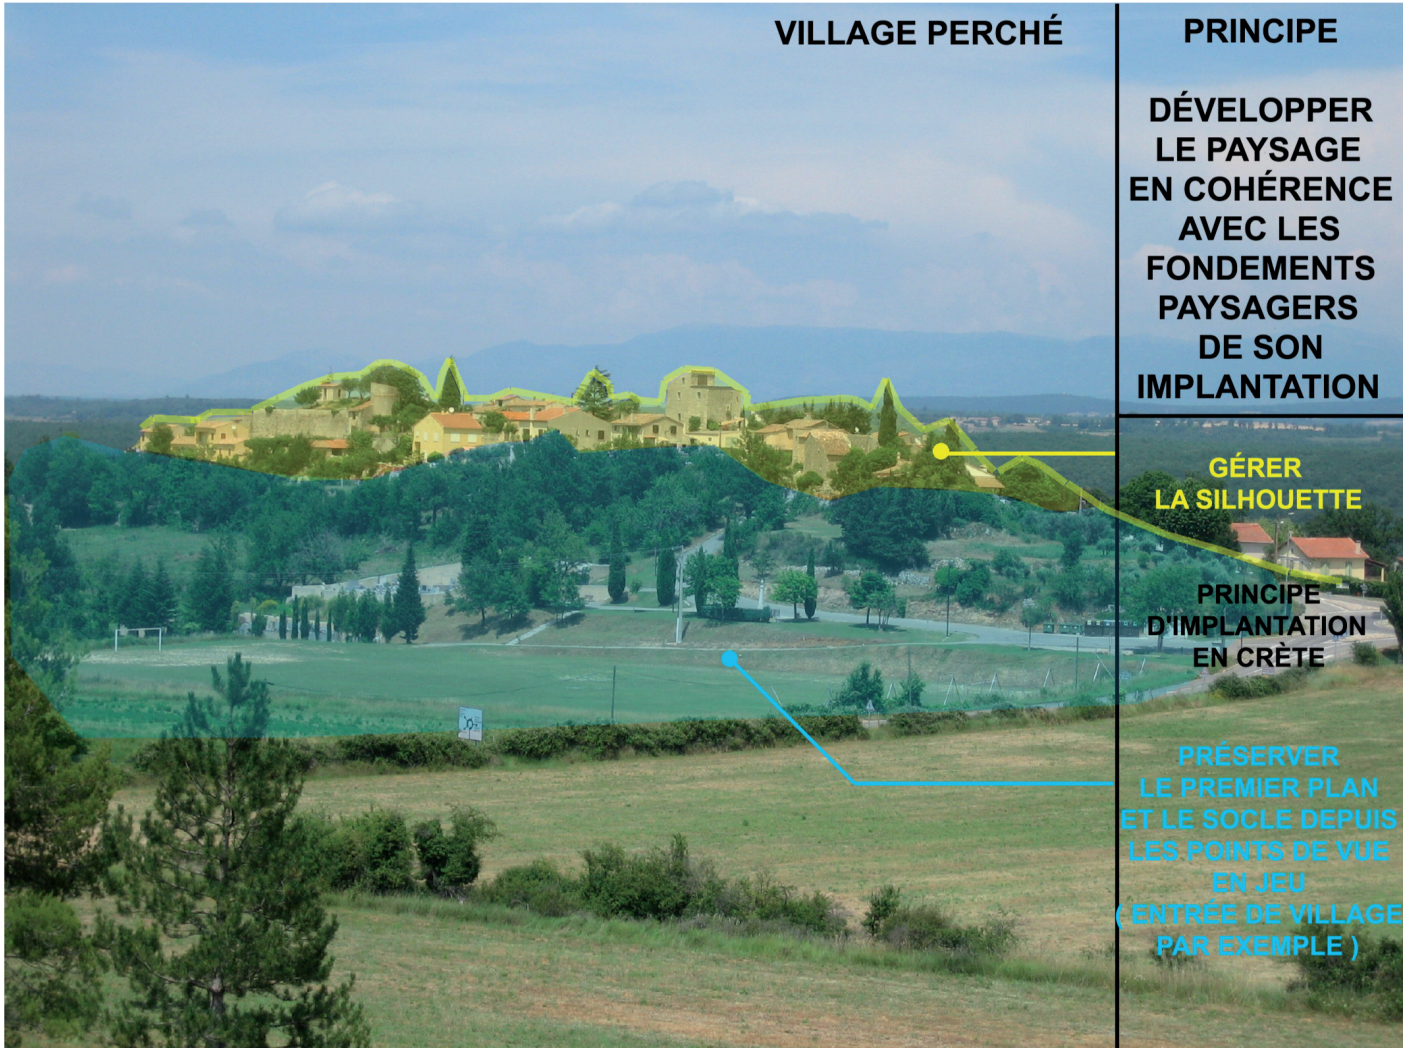 VILLAGE PERCHÉ
PRINCIPE
DÉVELOPPER
LE PAYSAGE
EN COHÉRENCE
AVEC LES
FONDEMENTS
PAYSAGERS
DE SON
IMPLANTATION
GÉRER
LA SILHOUETTE
PRINCIPE
D'IMPLANTATION
EN CRÈTE
PRÉSERVER
LE PREMIER PLAN
ET LE SOCLE DEPUIS
LES POINTS DE VUE
EN JEU
( ENTRÉE DE VILLAGE
PAR EXEMPLE )